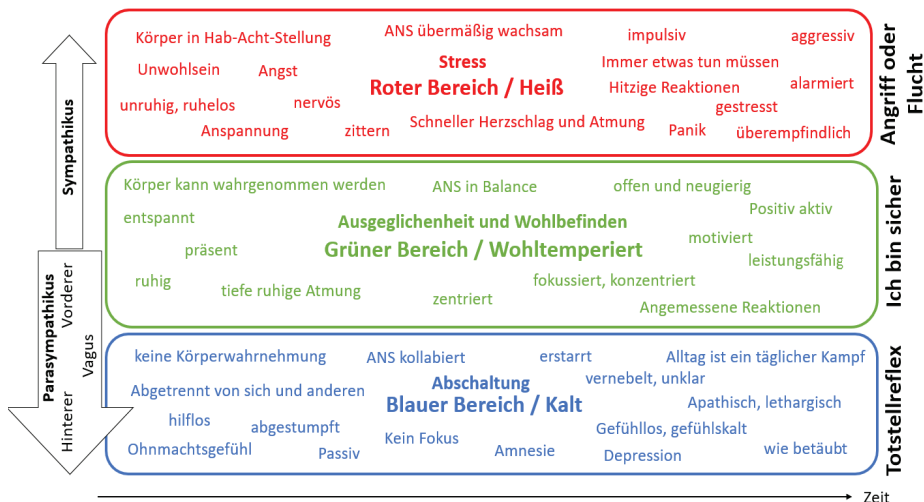 Körper in Hab-Acht-Stellung
ANS übermäßig wachsam
impulsiv
aggressiv
Unwohlsein
Angst
Stress
Immer etwas tun müssen
Roter Bereich / Heiß
Hitzige Reaktionen
alarmiert
unruhig, ruhelos
nervös
gestresst
Anspannung
zittern
Schneller Herzschlag und Atmung
Panik
überempfindlich
Angriff oder
Flucht
Sympathikus
Körper kann wahrgenommen werden
ANS in Balance
offen und neugierig
entspannt
Ausgeglichenheit und Wohlbefinden
Positiv aktiv
präsent
Grüner Bereich / Wohltemperiert
motiviert
leistungsfähig
ruhig
tiefe ruhige Atmung
zentriert
fokussiert, konzentriert
Angemessene Reaktionen
Ich bin sicher
Parasympathikus
Hinterer Vorderer
Vagus
keine Körperwahrnehmung
ANS kollabiert
erstarrt
Alltag ist ein täglicher Kampf
Abgetrennt von sich und anderen
Abschaltung
vernebelt, unklar
Blauer Bereich / Kalt
Apathisch, lethargisch
hilflos
abgestumpft
Kein Fokus
Gefühllos, gefühlskalt
Ohnmachtsgefühl
Passiv
Amnesie
Depression
wie betäubt
Totstellreflex
Zeit